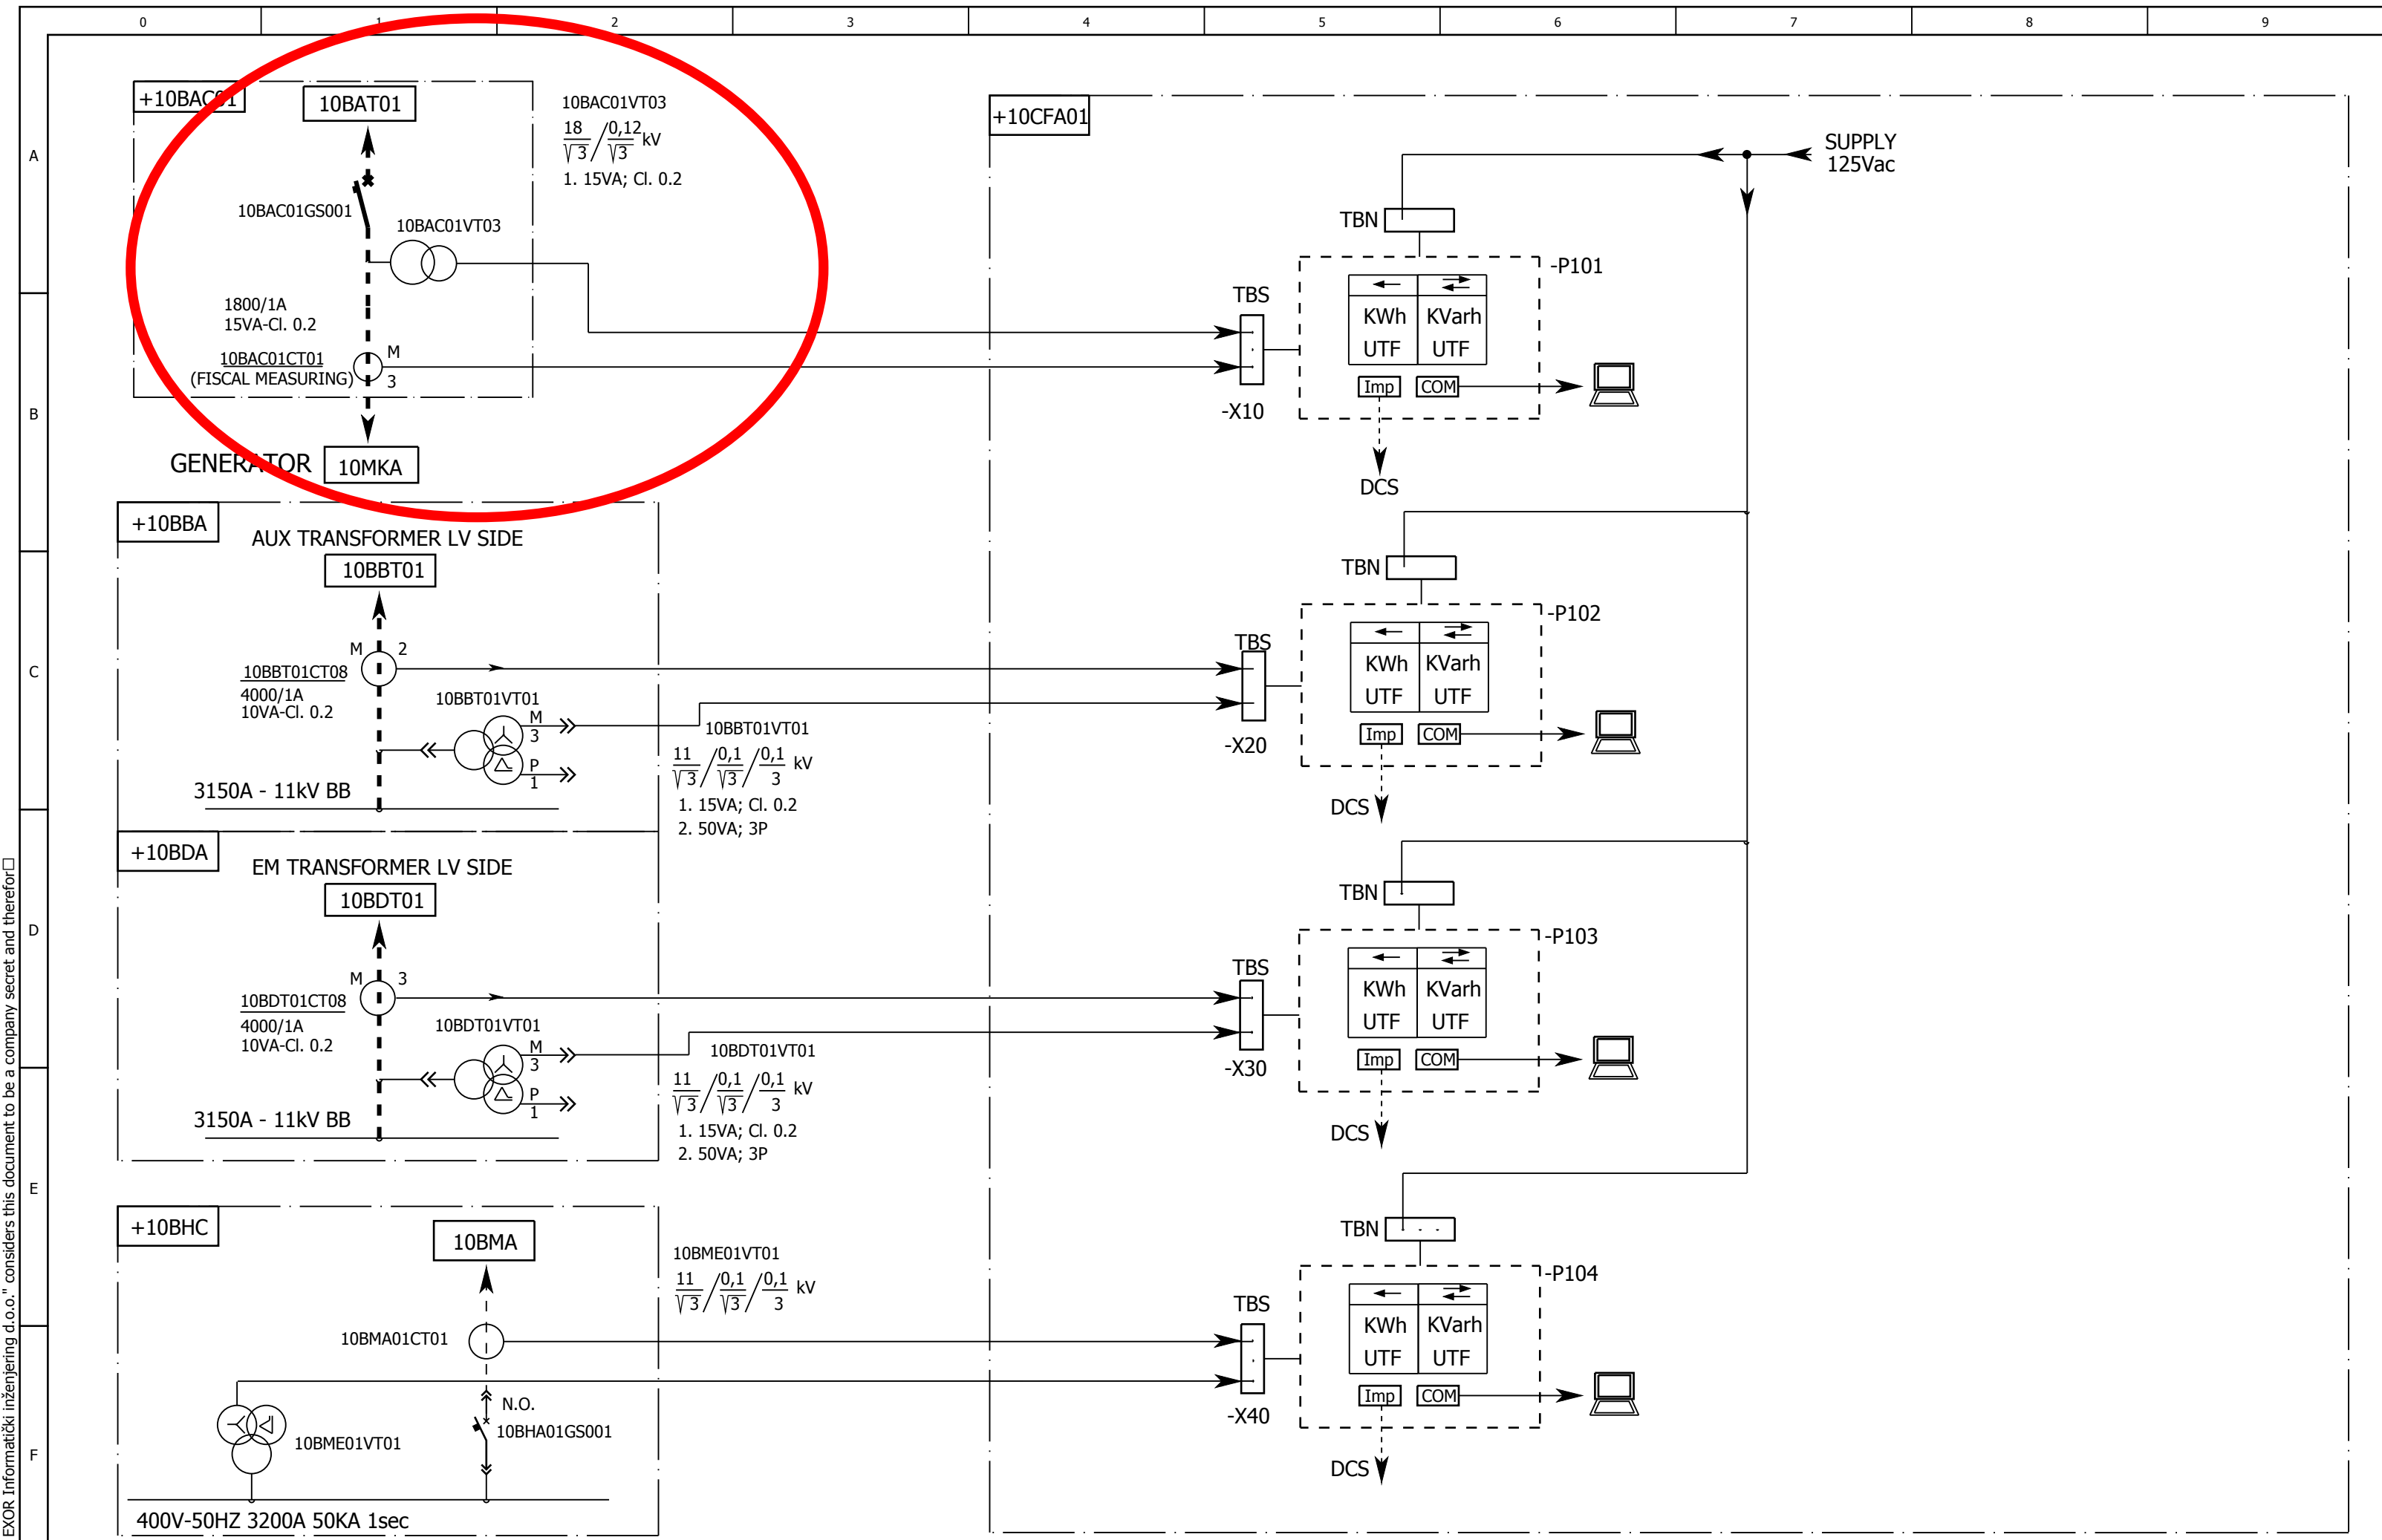 0 1 2 3 4 5 6 7 8 9
A
B
C
D
E
F
EXOR Informatički inženjering d.o.o." considers this document to be a company secret and therefor□
+10BAC01
10BAT01
10BAC01VT03
18/√3 / 0,12/√3 kV
1. 15VA; Cl. 0.2
10BAC01GS001
10BAC01VT03
1800/1A
15VA-Cl. 0.2
10BAC01CT01
(FISCAL MEASURING)
M
3
GENERATOR
10MKA
+10BBA
AUX TRANSFORMER LV SIDE
10BBT01
M 2
10BBT01CT08
4000/1A
10VA-Cl. 0.2
10BBT01VT01
M
3
P
1
10BBT01VT01
11/√3 / 0,1/√3 / 0,1/3 kV
1. 15VA; Cl. 0.2
2. 50VA; 3P
3150A - 11kV BB
+10BDA
EM TRANSFORMER LV SIDE
10BDT01
M 3
10BDT01CT08
4000/1A
10VA-Cl. 0.2
10BDT01VT01
M
3
P
1
10BDT01VT01
11/√3 / 0,1/√3 / 0,1/3 kV
1. 15VA; Cl. 0.2
2. 50VA; 3P
3150A - 11kV BB
+10BHC
10BMA
10BME01VT01
11/√3 / 0,1/√3 / 0,1/3 kV
10BMA01CT01
N.O.
10BHA01GS001
10BME01VT01
400V-50HZ 3200A 50KA 1sec
+10CFA01
SUPPLY
125Vac
TBN
-P101
TBS
KWh KVarh
UTF UTF
Imp COM
-X10
DCS
TBN
-P102
TBS
KWh KVarh
UTF UTF
Imp COM
-X20
DCS
TBN
-P103
TBS
KWh KVarh
UTF UTF
Imp COM
-X30
DCS
TBN
-P104
TBS
KWh KVarh
UTF UTF
Imp COM
-X40
DCS